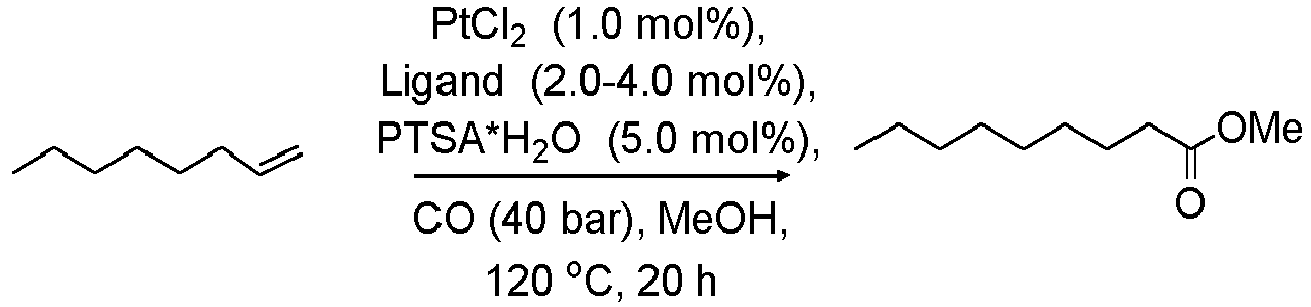 PtCl₂ (1.0 mol%),
Ligand (2.0-4.0 mol%),
PTSA*H₂O (5.0 mol%),
CO (40 bar), MeOH,
120 ºC, 20 h
OMe
O